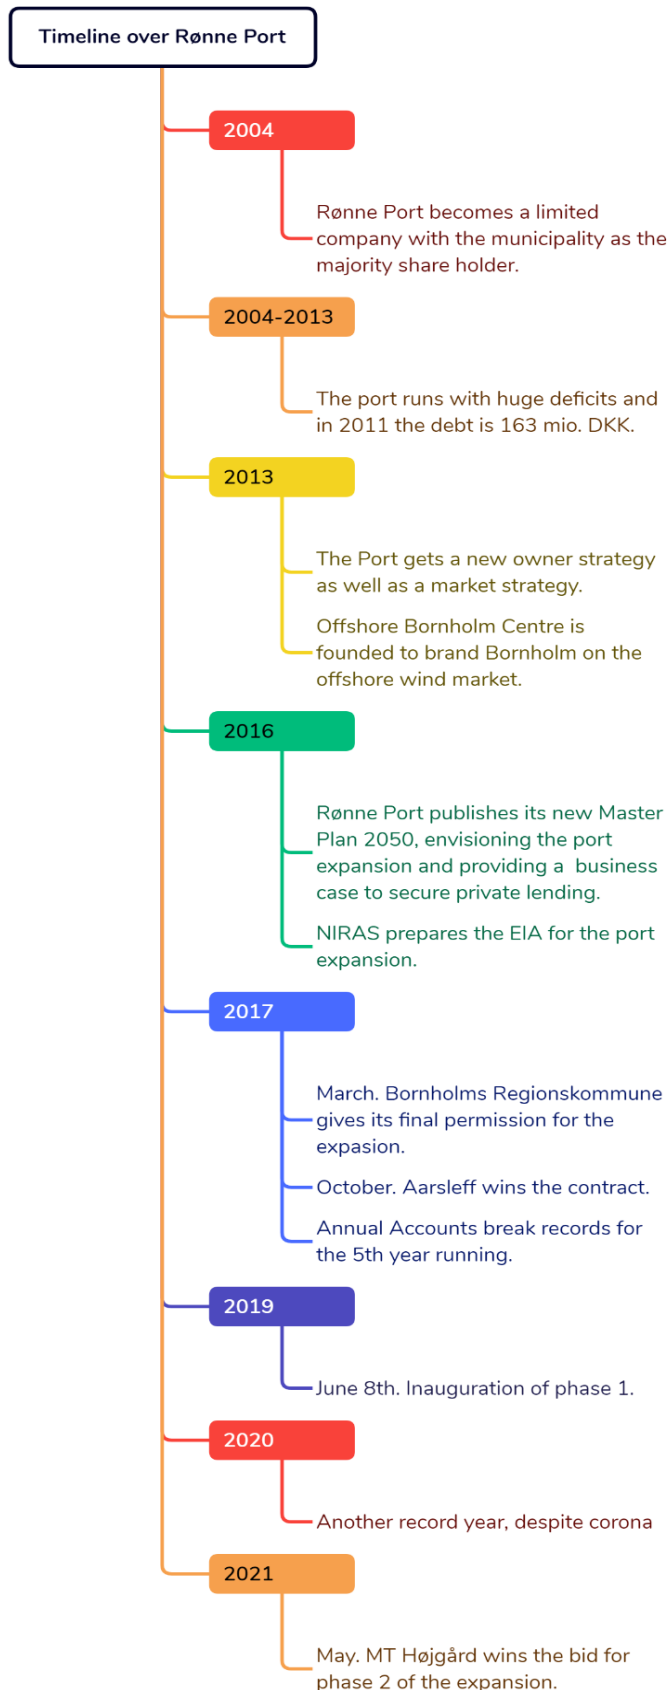 Timeline over Rønne Port
2004
Rønne Port becomes a limited
company with the municipality as the
majority share holder.
2004-2013
The port runs with huge deficits and
in 2011 the debt is 163 mio. DKK.
2013
The Port gets a new owner strategy
as well as a market strategy.
Offshore Bornholm Centre is
founded to brand Bornholm on the
offshore wind market.
2016
Rønne Port publishes its new Master
Plan 2050, envisioning the port
expansion and providing a  business
case to secure private lending.
NIRAS prepares the EIA for the port
expansion.
2017
March. Bornholms Regionskommune
gives its final permission for the
expasion.
October. Aarsleff wins the contract.
Annual Accounts break records for
the 5th year running.
2019
June 8th. Inauguration of phase 1.
2020
Another record year, despite corona
2021
May. MT Højgård wins the bid for
phase 2 of the expansion.